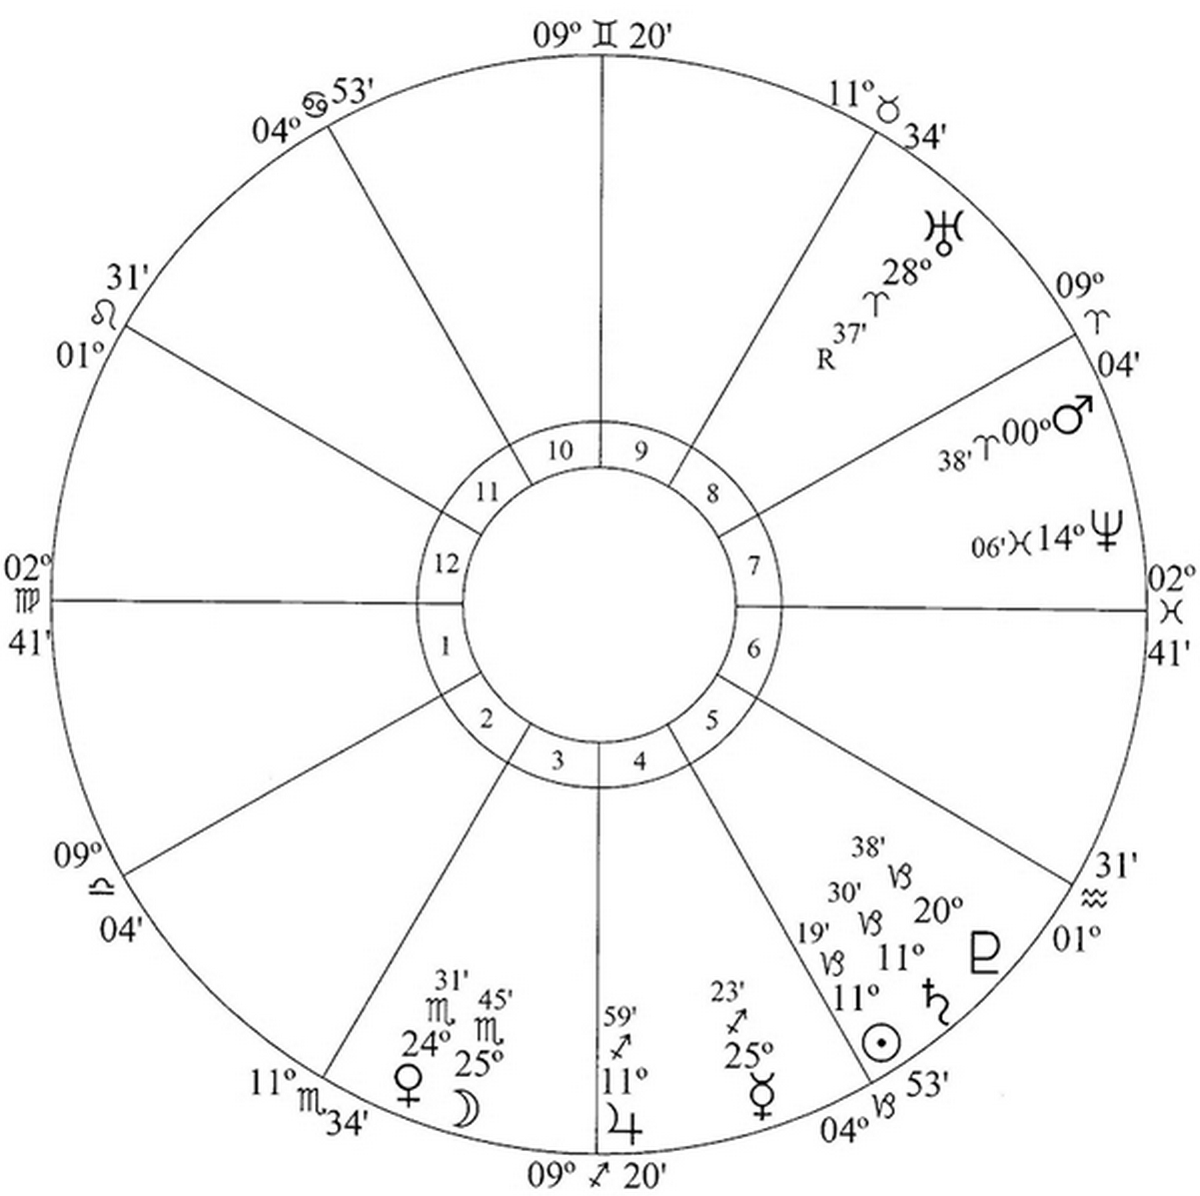 09° ♊ 20'
11° ♉ 34'
09° ♈ 04'
02° ♓ 41'
31' ♒ 01°
04° ♑ 53'
09° ♐ 20'
11° ♏ 34'
09° ♎ 04'
02° ♍ 41'
31' ♌ 01°
04° ♋ 53'
♅ 28° ♈ 37' R
38' ♈ 00° ♂
06' ♓ 14° ♆
38' ♑ 20° ♇
30' ♑ 11° ♄
19' ♑ 11° ☉
23' ♐ 25° ☿
59' ♐ 11° ♃
45' ♏ 25° ☽
31' ♏ 24° ♀
1
2
3
4
5
6
7
8
9
10
11
12